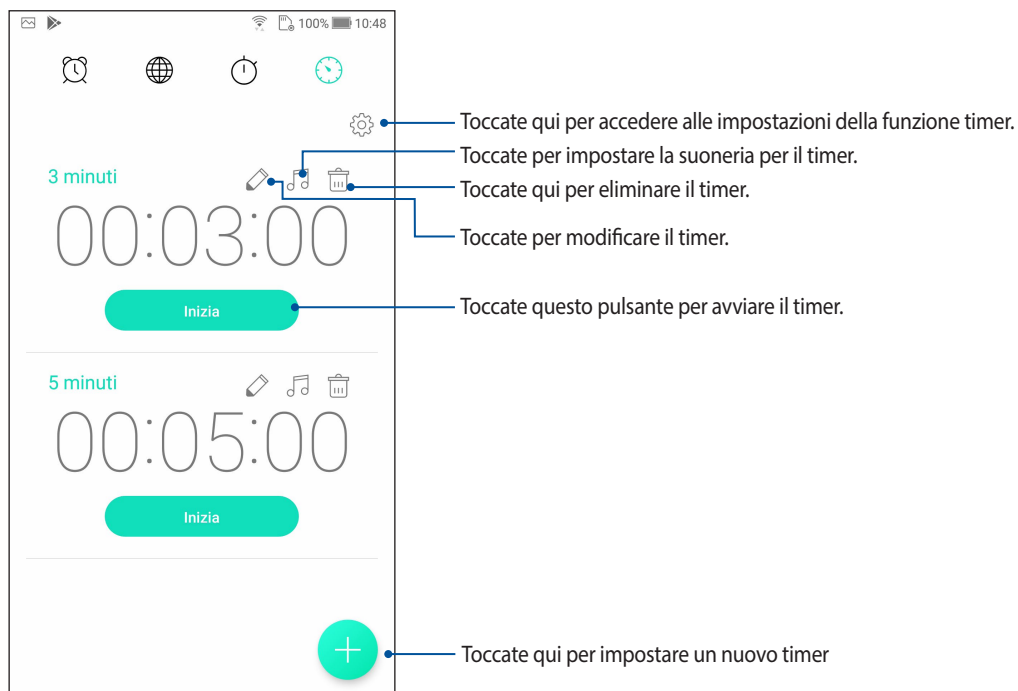 100% 10:48
Toccate qui per accedere alle impostazioni della funzione timer.
Toccate per impostare la suoneria per il timer.
3 minuti
Toccate qui per eliminare il timer.
00:03:00
Toccate per modificare il timer.
Inizia
Toccate questo pulsante per avviare il timer.
5 minuti
00:05:00
Inizia
Toccate qui per impostare un nuovo timer